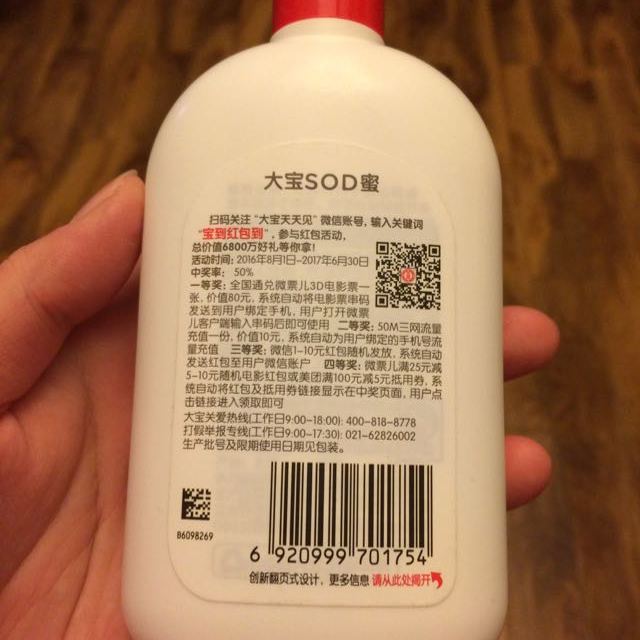 大宝SOD蜜
扫码关注“大宝天天见”微信账号，输入关键词
“宝到红包到”，参与红包活动，
总价值6800万好礼等你拿！
活动时间：2016年8月1日-2017年6月30日
中奖率： 50%
一等奖：全国通兑微票儿3D电影票一
张，价值80元，系统自动将电影票串码
发送到用户绑定手机，用户打开微票
儿客户端输入串码后即可使用 二等奖：50M三网流量
充值一份，价值10元，系统自动为用户绑定的手机号流
量充值 三等奖：微信1-10元红包随机发放，系统自动
发送红包至用户微信账户 四等奖：微票儿满25元减
5-10元随机电影红包或美团满100元减5元抵用券，系
统自动将红包及抵用券链接显示在中奖页面，用户点
击链接进入领取即可
大宝关爱热线(工作日9:00-18:00): 400-818-8778
打假举报专线(工作日9:00-17:30): 021-62826002
生产批号及限期使用日期见包装。
B6098269
6 920999 701754
创新翻页式设计，更多信息 请从此处揭开